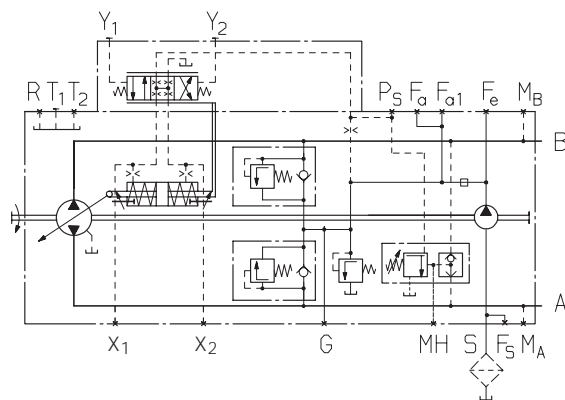 Y1 Y2
R T1 T2 PS Fa Fa1 Fe MB
B
A
X1 X2 G MH S FS MA